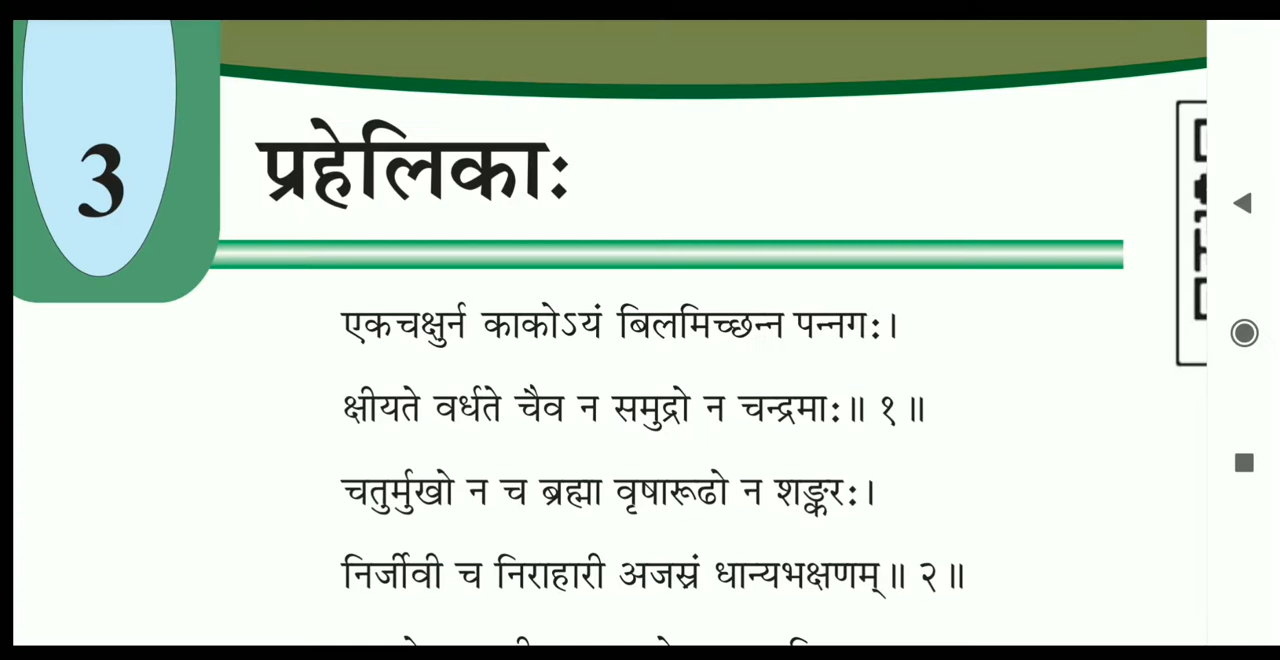 3
प्रहेलिकाः
एकचक्षुर्न काकोऽयं बिलमिच्छन्न पन्नगः।
क्षीयते वर्धते चैव न समुद्रो न चन्द्रमाः॥ १ ॥
चतुर्मुखो न च ब्रह्मा वृषारूढो न शङ्करः।
निर्जीवी च निराहारी अजस्रं धान्यभक्षणम्॥ २ ॥